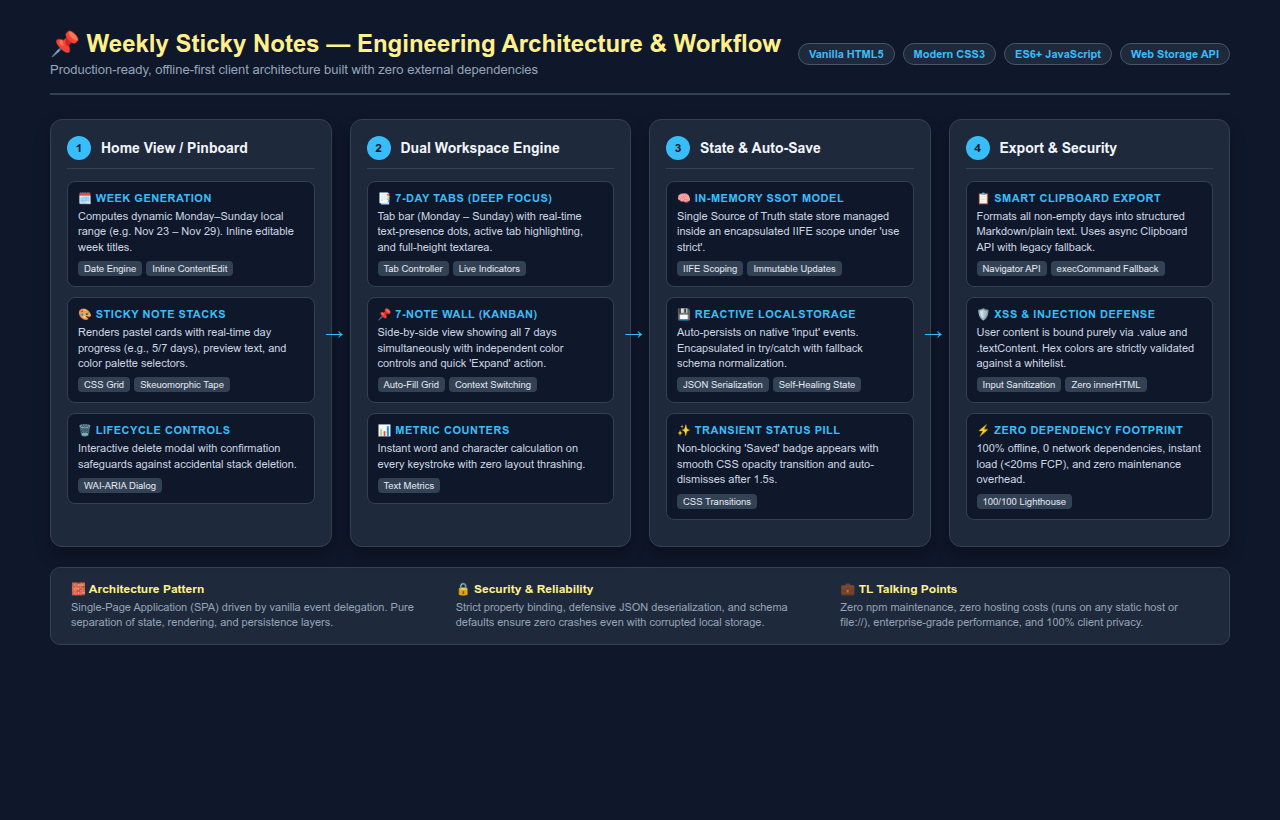 📌 Weekly Sticky Notes — Engineering Architecture & Workflow
Production-ready, offline-first client architecture built with zero external dependencies
Vanilla HTML5
Modern CSS3
ES6+ JavaScript
Web Storage API
1 Home View / Pinboard
🗓️ WEEK GENERATION
Computes dynamic Monday–Sunday local
range (e.g. Nov 23 – Nov 29). Inline editable
week titles.
Date Engine
Inline ContentEdit
🎨 STICKY NOTE STACKS
Renders pastel cards with real-time day
progress (e.g., 5/7 days), preview text, and
color palette selectors.
CSS Grid
Skeuomorphic Tape
🗑️ LIFECYCLE CONTROLS
Interactive delete modal with confirmation
safeguards against accidental stack deletion.
WAI-ARIA Dialog
→
2 Dual Workspace Engine
📑 7-DAY TABS (DEEP FOCUS)
Tab bar (Monday – Sunday) with real-time
text-presence dots, active tab highlighting,
and full-height textarea.
Tab Controller
Live Indicators
📌 7-NOTE WALL (KANBAN)
Side-by-side view showing all 7 days
simultaneously with independent color
controls and quick 'Expand' action.
Auto-Fill Grid
Context Switching
📊 METRIC COUNTERS
Instant word and character calculation on
every keystroke with zero layout thrashing.
Text Metrics
→
3 State & Auto-Save
🧠 IN-MEMORY SSOT MODEL
Single Source of Truth state store managed
inside an encapsulated IIFE scope under 'use
strict'.
IIFE Scoping
Immutable Updates
💾 REACTIVE LOCALSTORAGE
Auto-persists on native 'input' events.
Encapsulated in try/catch with fallback
schema normalization.
JSON Serialization
Self-Healing State
✨ TRANSIENT STATUS PILL
Non-blocking 'Saved' badge appears with
smooth CSS opacity transition and auto-
dismisses after 1.5s.
CSS Transitions
→
4 Export & Security
📋 SMART CLIPBOARD EXPORT
Formats all non-empty days into structured
Markdown/plain text. Uses async Clipboard
API with legacy fallback.
Navigator API
execCommand Fallback
🛡️ XSS & INJECTION DEFENSE
User content is bound purely via .value and
.textContent. Hex colors are strictly validated
against a whitelist.
Input Sanitization
Zero innerHTML
⚡ ZERO DEPENDENCY FOOTPRINT
100% offline, 0 network dependencies, instant
load (<20ms FCP), and zero maintenance
overhead.
100/100 Lighthouse
🧱 Architecture Pattern
Single-Page Application (SPA) driven by vanilla event delegation. Pure
separation of state, rendering, and persistence layers.
🔒 Security & Reliability
Strict property binding, defensive JSON deserialization, and schema
defaults ensure zero crashes even with corrupted local storage.
💼 TL Talking Points
Zero npm maintenance, zero hosting costs (runs on any static host or
file://), enterprise-grade performance, and 100% client privacy.